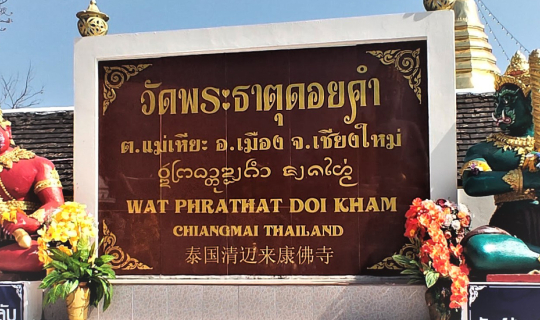 วัดพระธาตุดอยคำ
ต.แม่เหียะ อ.เมือง จ.เชียงใหม่
WAT PHRATHAT DOI KHAM
CHIANGMAI THAILAND
泰国清迈来康佛寺